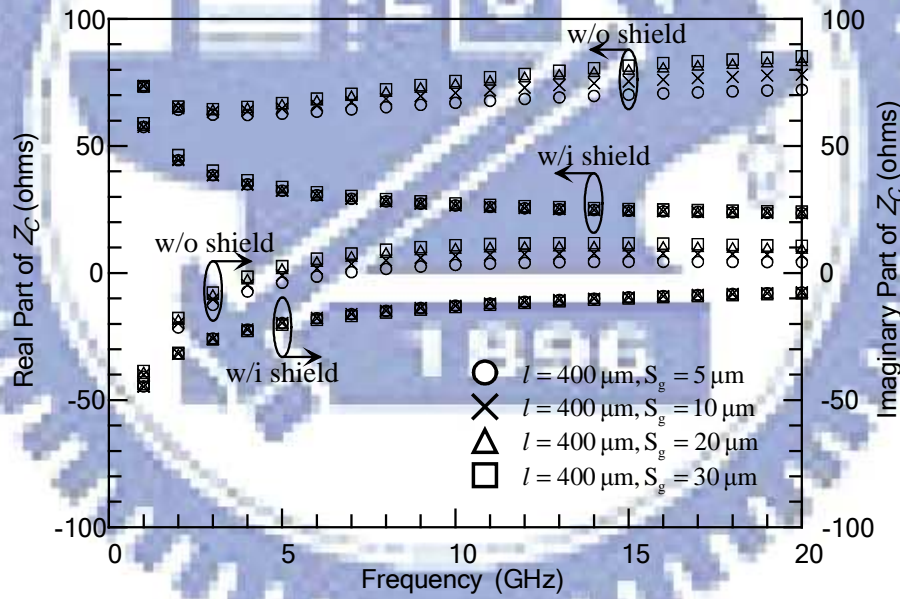 100
100
w/o shield
50
50
w/i shield
w/o shield
0
0
w/i shield
1896
-50
-50
l = 400 μm, Sg = 5 μm
l = 400 μm, Sg = 10 μm
l = 400 μm, Sg = 20 μm
l = 400 μm, Sg = 30 μm
-100
-100
0 5 10 15 20
Frequency (GHz)
Real Part of ZC (ohms)
Imaginary Part of ZC (ohms)